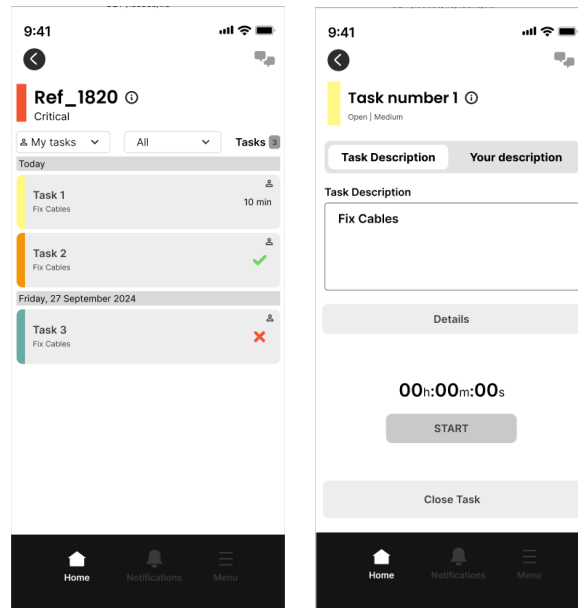 9:41
Ref_1820
Critical
My tasks
All
Tasks 3
Today
Task 1
Fix Cables
10 min
Task 2
Fix Cables
Friday, 27 September 2024
Task 3
Fix Cables
Home Notifications Menu
9:41
Task number 1
Open | Medium
Task Description Your description
Task Description
Fix Cables
Details
00h:00m:00s
START
Close Task
Home Notifications Menu